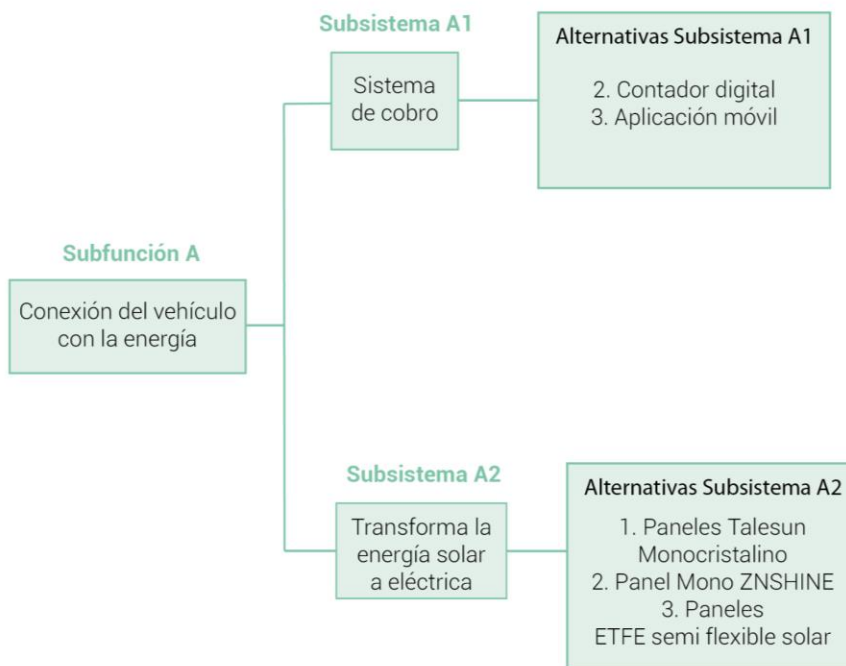 Subsistema A1
Sistema
de cobro
Alternativas Subsistema A1
2. Contador digital
3. Aplicación móvil
Subfunción A
Conexión del vehículo
con la energía
Subsistema A2
Transforma la
energía solar
a eléctrica
Alternativas Subsistema A2
1. Paneles Talesun
Monocristalino
2. Panel Mono ZNSHINE
3. Paneles
ETFE semi flexible solar